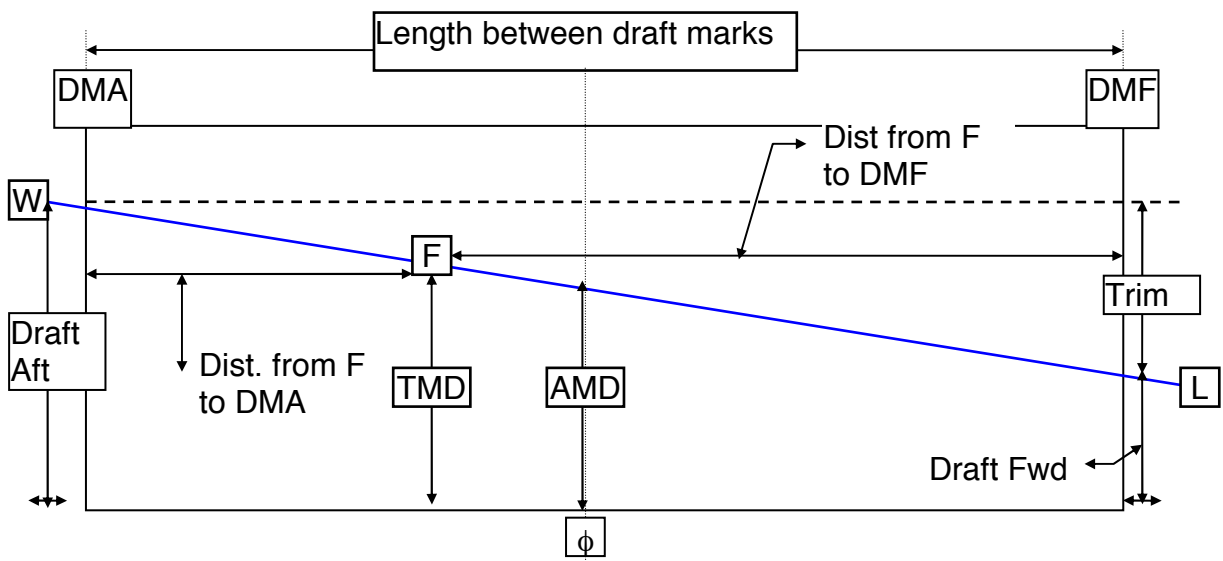 Length between draft marks
DMA
DMF
Dist from F
to DMF
W
F
Trim
Draft
Aft
Dist. from F
to DMA
TMD
AMD
L
Draft Fwd
ϕ